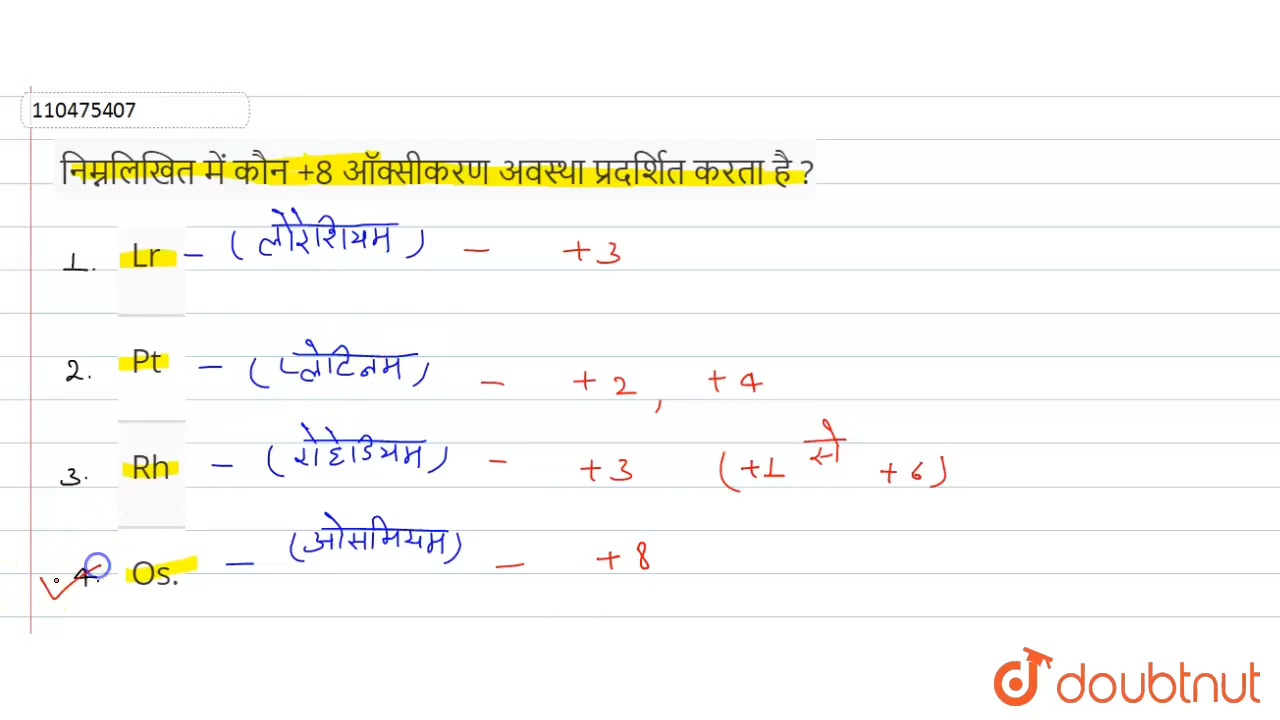 110475407
निम्नलिखित में कौन +8 ऑक्सीकरण अवस्था प्रदर्शित करता है ?
1. Lr - (लोरेशियम) - +3
2. Pt - (प्लेटिनम) - +2, +4
3. Rh - (रोहेडियम) - +3 (+1 से +6)
4. Os. - (ओसमियम) - +8
doubtnut